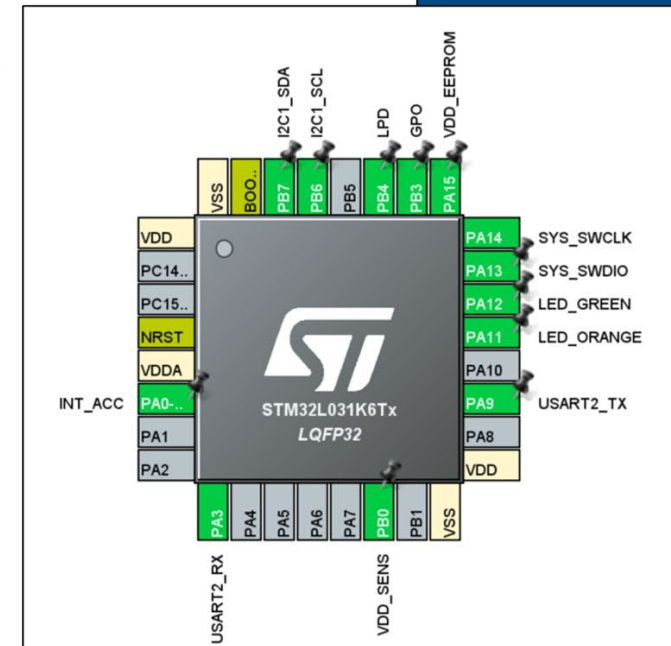 I2C1_SDA
I2C1_SCL
LPD
GPO
VDD_EEPROM
VSS
BOO..
PB7
PB6
PB5
PB4
PB3
PA15
VDD
PC14..
PC15..
NRST
VDDA
INT_ACC PA0-..
PA1
PA2
ST
STM32L031K6Tx
LQFP32
PA14 SYS_SWCLK
PA13 SYS_SWDIO
PA12 LED_GREEN
PA11 LED_ORANGE
PA10
PA9 USART2_TX
PA8
VDD
PA3
PA4
PA5
PA6
PA7
PB0
PB1
VSS
USART2_RX
VDD_SENS